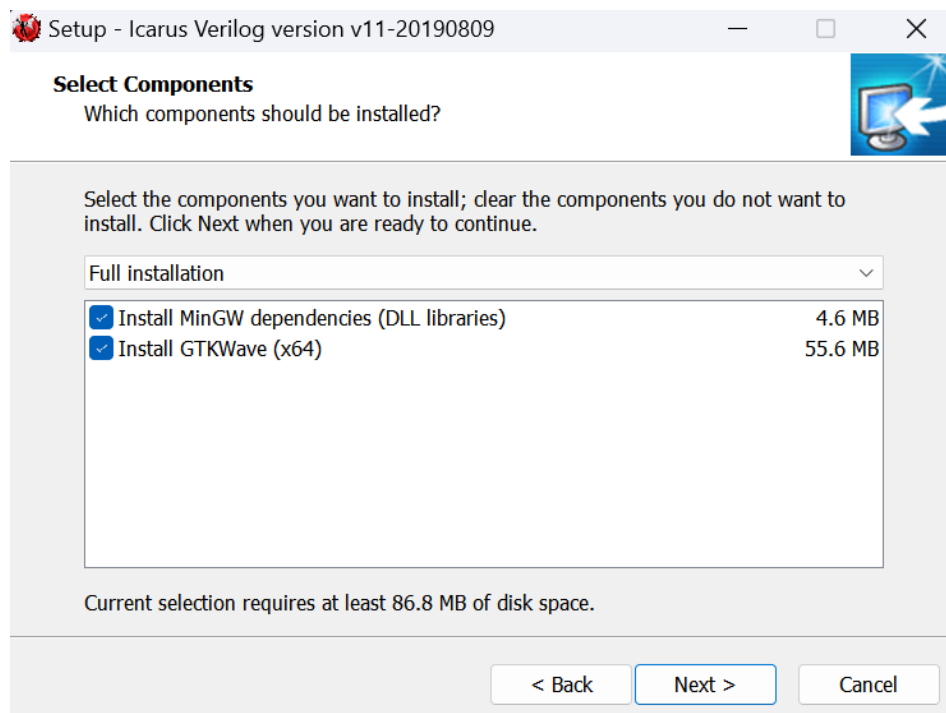 Setup - Icarus Verilog version v11-20190809
Select Components
Which components should be installed?
Select the components you want to install; clear the components you do not want to
install. Click Next when you are ready to continue.
Full installation
Install MinGW dependencies (DLL libraries) 4.6 MB
Install GTKWave (x64) 55.6 MB
Current selection requires at least 86.8 MB of disk space.
< Back Next > Cancel